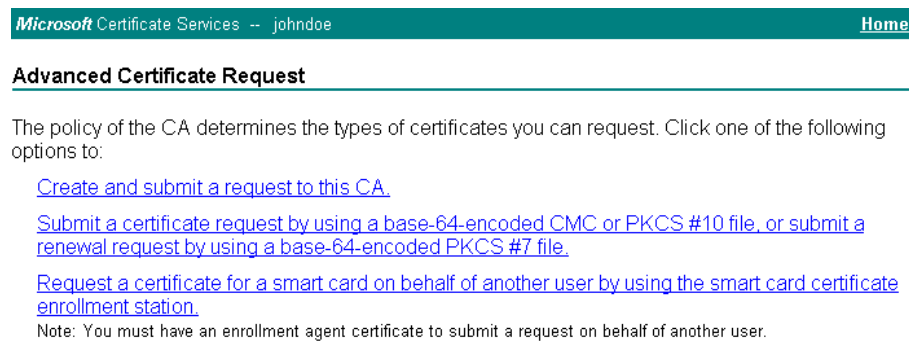 Microsoft Certificate Services -- johndoe Home
Advanced Certificate Request
The policy of the CA determines the types of certificates you can request. Click one of the following
options to:
Create and submit a request to this CA.
Submit a certificate request by using a base-64-encoded CMC or PKCS #10 file, or submit a
renewal request by using a base-64-encoded PKCS #7 file.
Request a certificate for a smart card on behalf of another user by using the smart card certificate
enrollment station.
Note: You must have an enrollment agent certificate to submit a request on behalf of another user.